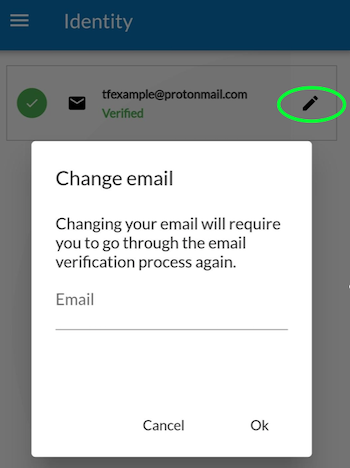 Identity
tfexample@protonmail.com
Verified
Change email
Changing your email will require
you to go through the email
verification process again.
Email
Cancel Ok